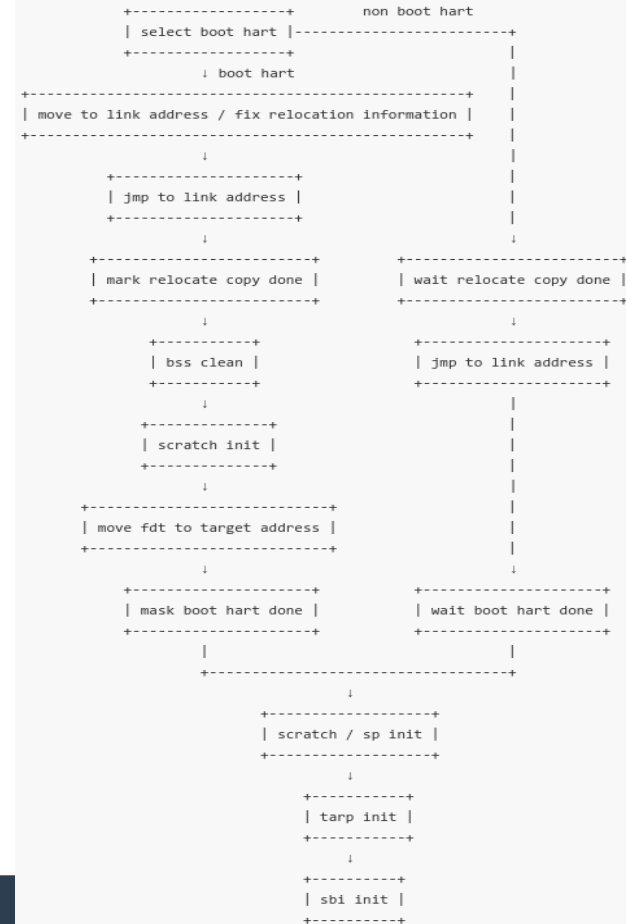 non boot hart
select boot hart
boot hart
move to link address / fix relocation information
jmp to link address
mark relocate copy done
wait relocate copy done
bss clean
jmp to link address
scratch init
move fdt to target address
mask boot hart done
wait boot hart done
scratch / sp init
tarp init
sbi init